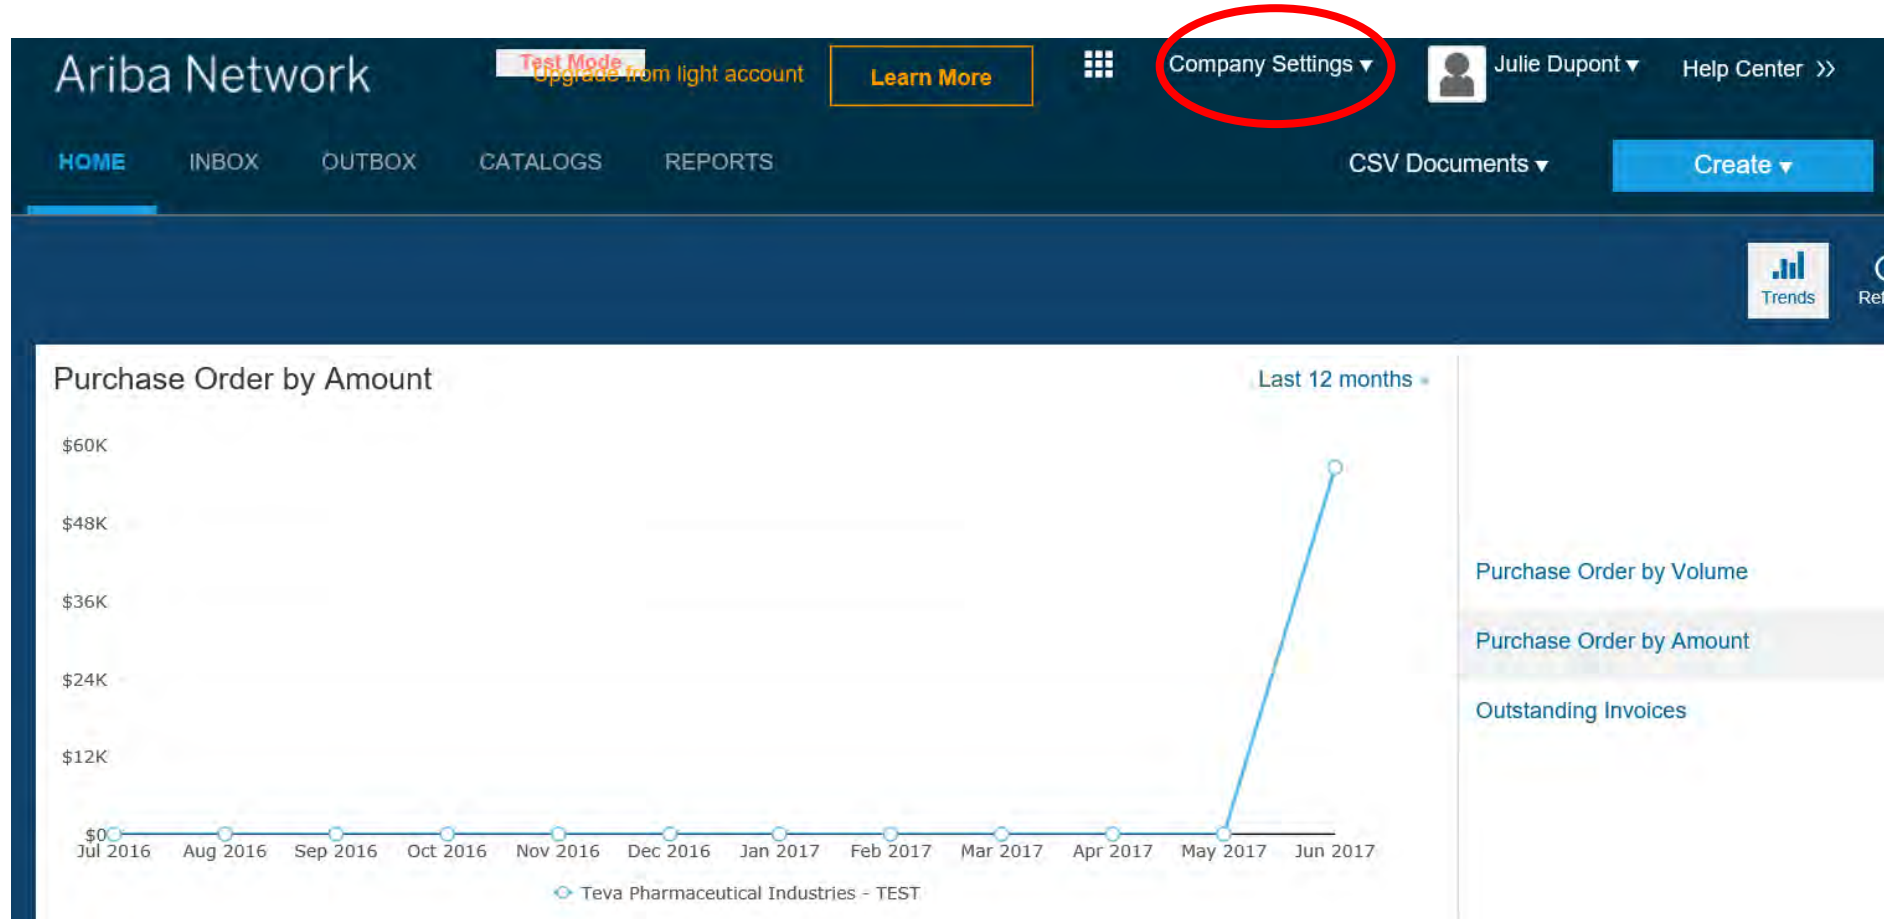 Ariba Network
Test Mode
Upgrade from light account
Learn More
Company Settings ▾
Julie Dupont ▾
Help Center >>
HOME INBOX OUTBOX CATALOGS REPORTS
CSV Documents ▾
Create ▾
Trends
Purchase Order by Amount
Last 12 months
$60K
$48K
$36K
$24K
$12K
$0
Jul 2016 Aug 2016 Sep 2016 Oct 2016 Nov 2016 Dec 2016 Jan 2017 Feb 2017 Mar 2017 Apr 2017 May 2017 Jun 2017
Teva Pharmaceutical Industries - TEST
Purchase Order by Volume
Purchase Order by Amount
Outstanding Invoices